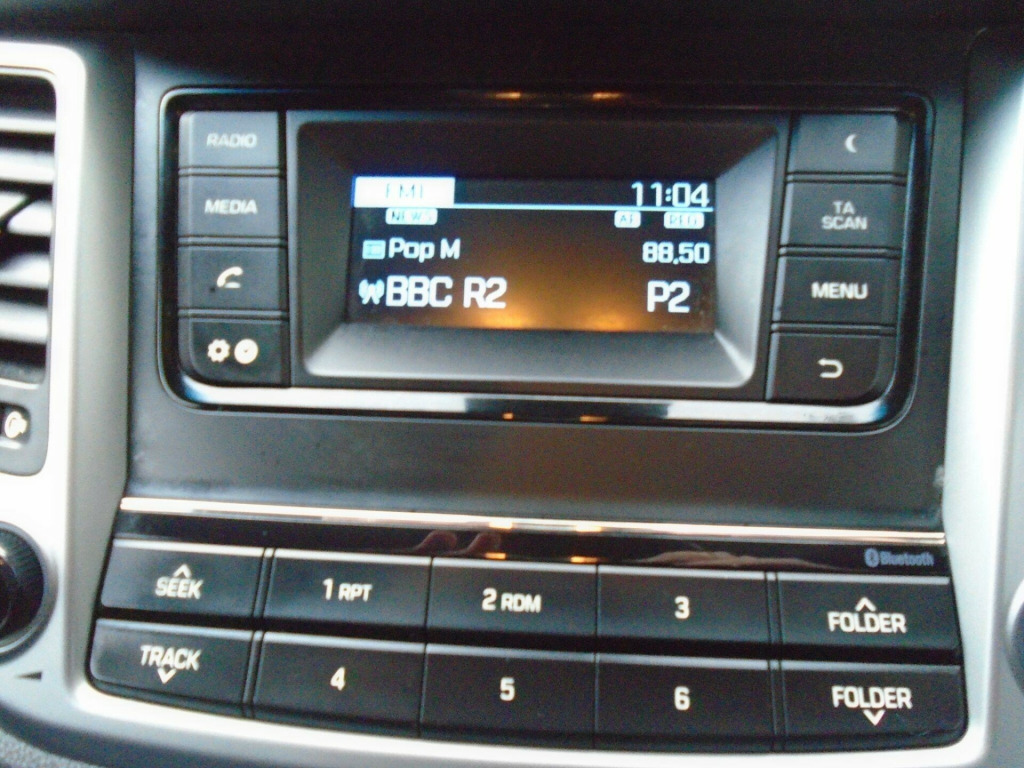 RADIO
MEDIA
FM1 11:04
NEWS AF REG
Pop M 88,50
BBC R2 P2
TA
SCAN
MENU
Bluetooth
SEEK 1 RPT 2 RDM 3 FOLDER
TRACK 4 5 6 FOLDER